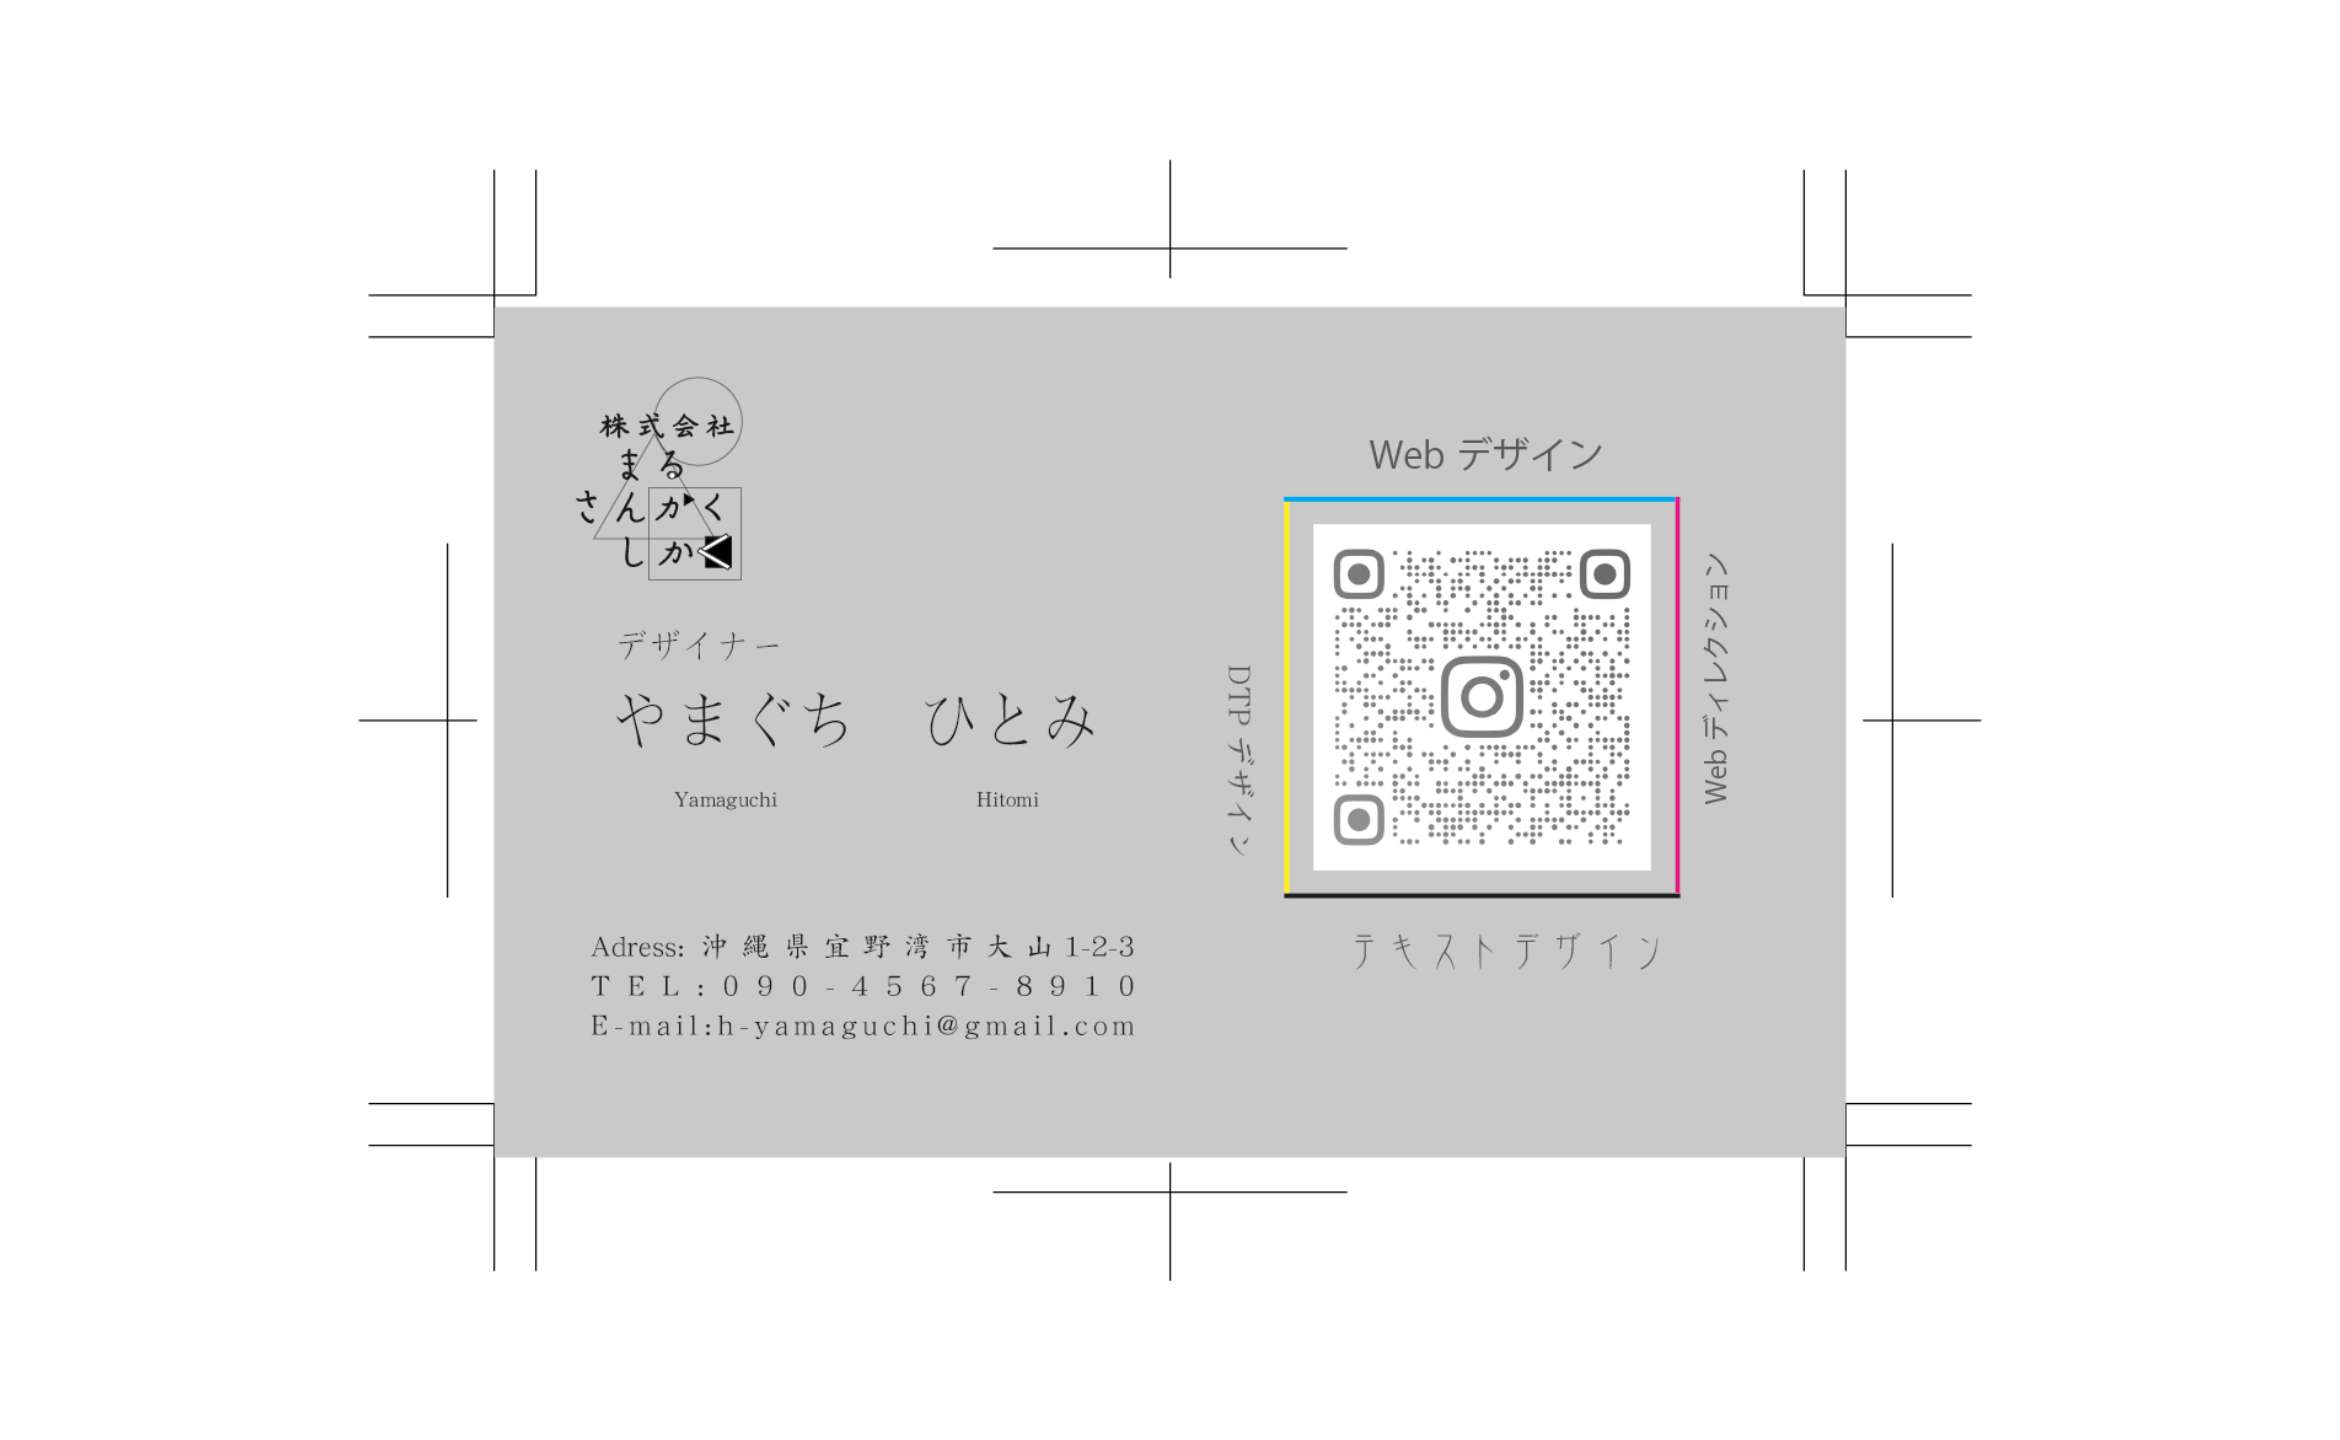 株式会社
まる
さんかく
しかく
デザイナー
やまぐち ひとみ
Yamaguchi Hitomi
Adress: 沖縄県宜野湾市大山1-2-3
TEL:090-4567-8910
E-mail:h-yamaguchi@gmail.com
Web デザイン
DTP デザイン
Web ディレクション
テキストデザイン